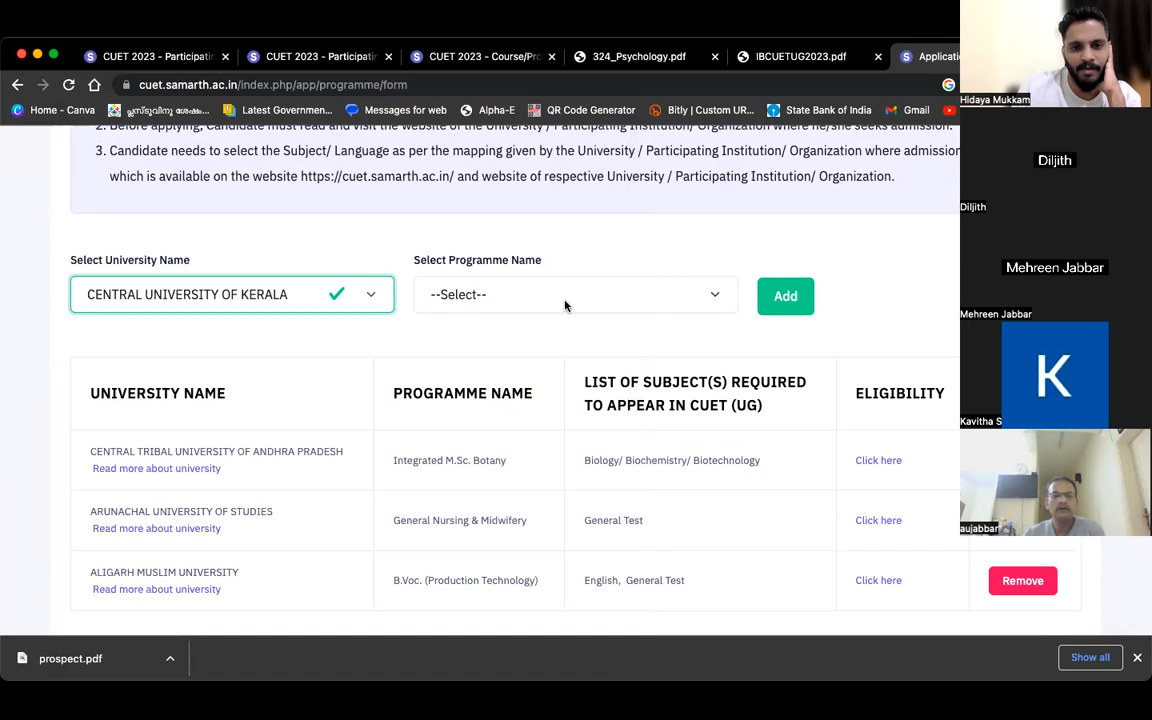 CUET 2023 - Participatin
CUET 2023 - Participatin
CUET 2023 - Course/Pro
324_Psychology.pdf
IBCUETUG2023.pdf
Applicatio
cuet.samarth.ac.in/index.php/app/programme/form
Home - Canva
പ്ലസ്ടുവിനു ശേഷം...
Latest Governmen...
Messages for web
Alpha-E
QR Code Generator
Bitly | Custom UR...
State Bank of India
Gmail
2. Before applying, Candidate must read and visit the website of the University / Participating Institution/ Organization where he/she seeks admission.
3. Candidate needs to select the Subject/ Language as per the mapping given by the University / Participating Institution/ Organization where admission
which is available on the website https://cuet.samarth.ac.in/ and website of respective University / Participating Institution/ Organization.
Select University Name
Select Programme Name
CENTRAL UNIVERSITY OF KERALA
--Select--
Add
UNIVERSITY NAME
PROGRAMME NAME
LIST OF SUBJECT(S) REQUIRED
TO APPEAR IN CUET (UG)
ELIGIBILITY
CENTRAL TRIBAL UNIVERSITY OF ANDHRA PRADESH
Read more about university
Integrated M.Sc. Botany
Biology/ Biochemistry/ Biotechnology
Click here
ARUNACHAL UNIVERSITY OF STUDIES
Read more about university
General Nursing & Midwifery
General Test
Click here
ALIGARH MUSLIM UNIVERSITY
Read more about university
B.Voc. (Production Technology)
English, General Test
Click here
Remove
prospect.pdf
Show all
Hidaya Mukkam
Diljith
Diljith
Mehreen Jabbar
Mehreen Jabbar
K
Kavitha S
aujabbar